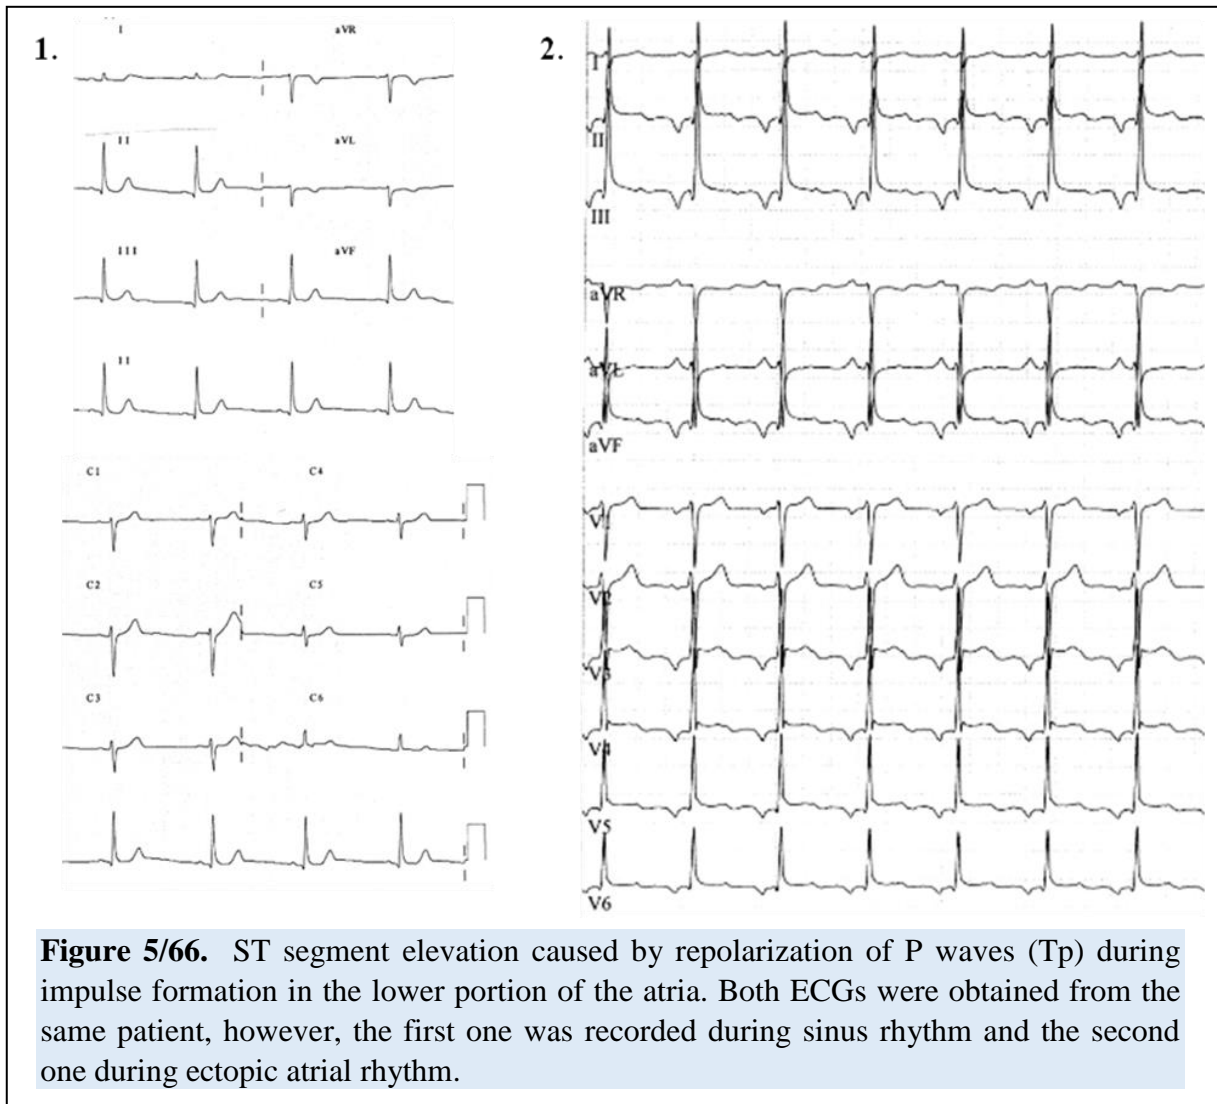 1.
I aVR
II aVL
III aVF
II
C1 C4
C2 C5
C3 C6
2.
I
II
III
aVR
aVL
aVF
V1
V2
V3
V4
V5
V6
Figure 5/66. ST segment elevation caused by repolarization of P waves (Tp) during
impulse formation in the lower portion of the atria. Both ECGs were obtained from the
same patient, however, the first one was recorded during sinus rhythm and the second
one during ectopic atrial rhythm.